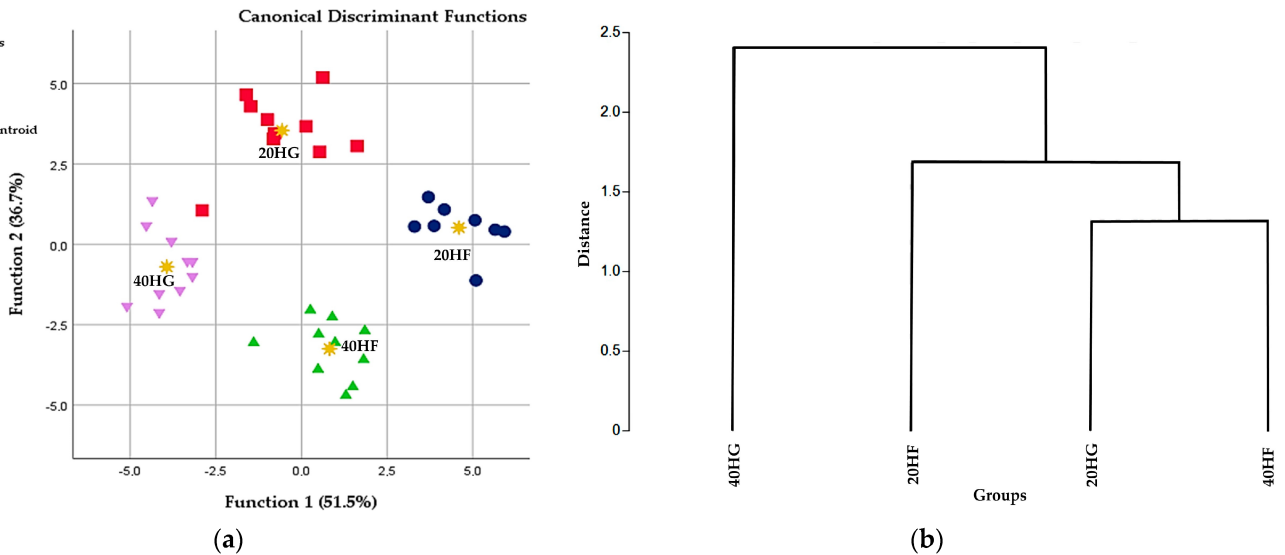 Canonical Discriminant Functions
s
ntroid
5.0
2.5
0.0
-2.5
-5.0
Function 2 (36.7%)
20HG
20HF
40HG
40HF
-5.0 -2.5 0.0 2.5 5.0
Function 1 (51.5%)
(a)
2.5
2.0
1.5
1.0
0.5
0
Distance
40HG 20HF 20HG 40HF
Groups
(b)